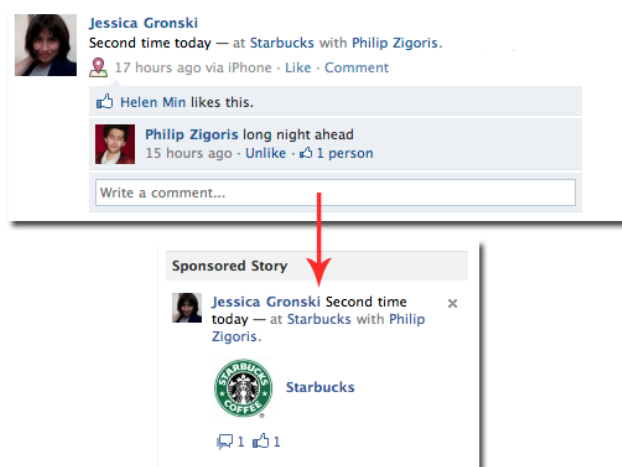 Jessica Gronski
Second time today — at Starbucks with Philip Zigoris.
17 hours ago via iPhone · Like · Comment
Helen Min likes this.
Philip Zigoris long night ahead
15 hours ago · Unlike · 1 person
Write a comment...
Sponsored Story
Jessica Gronski Second time
today — at Starbucks with Philip
Zigoris.
STARBUCKS
COFFEE
®
Starbucks
1 1